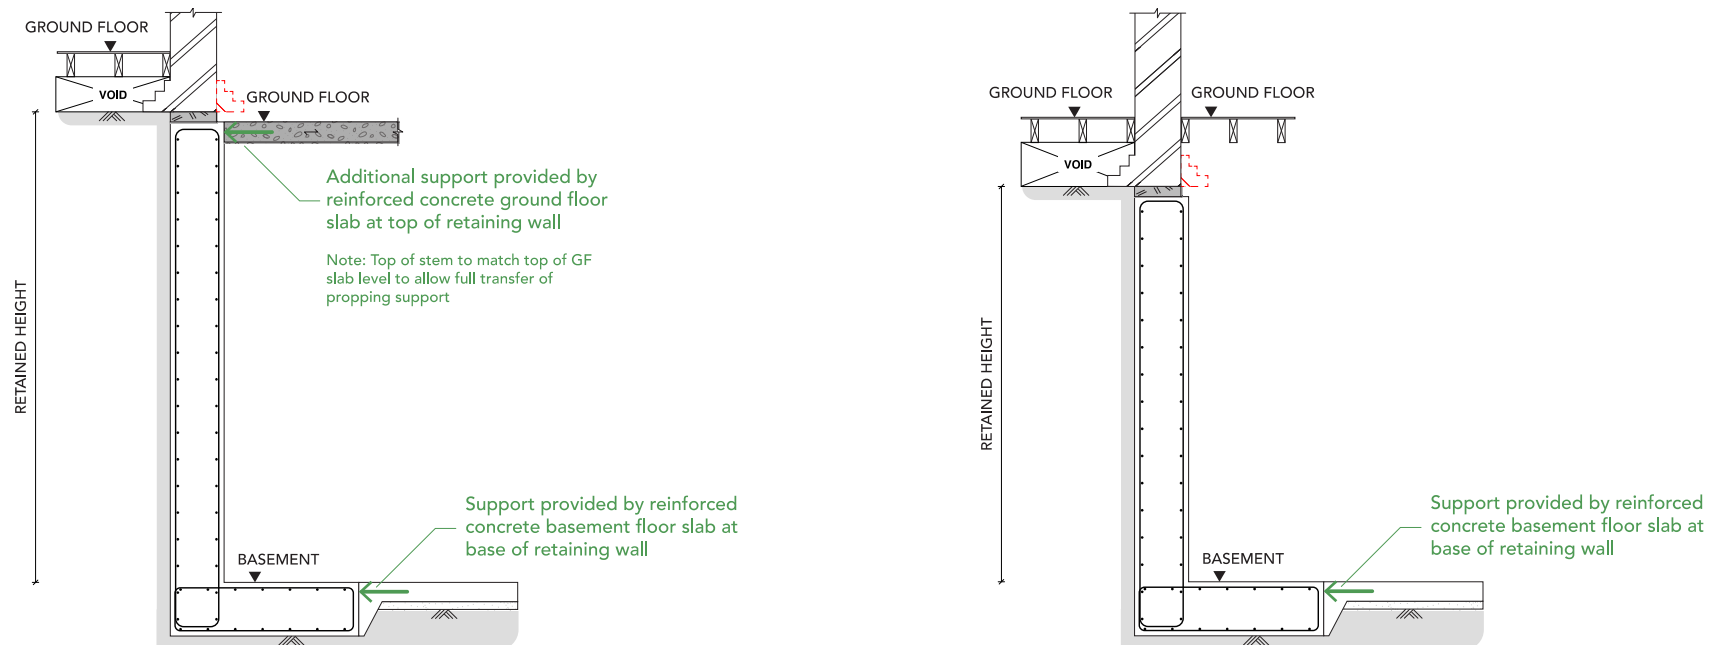 GROUND FLOOR
VOID
GROUND FLOOR
Additional support provided by
reinforced concrete ground floor
slab at top of retaining wall
Note: Top of stem to match top of GF
slab level to allow full transfer of
propping support
RETAINED HEIGHT
Support provided by reinforced
concrete basement floor slab at
base of retaining wall
BASEMENT
GROUND FLOOR
GROUND FLOOR
VOID
RETAINED HEIGHT
Support provided by reinforced
concrete basement floor slab at
base of retaining wall
BASEMENT